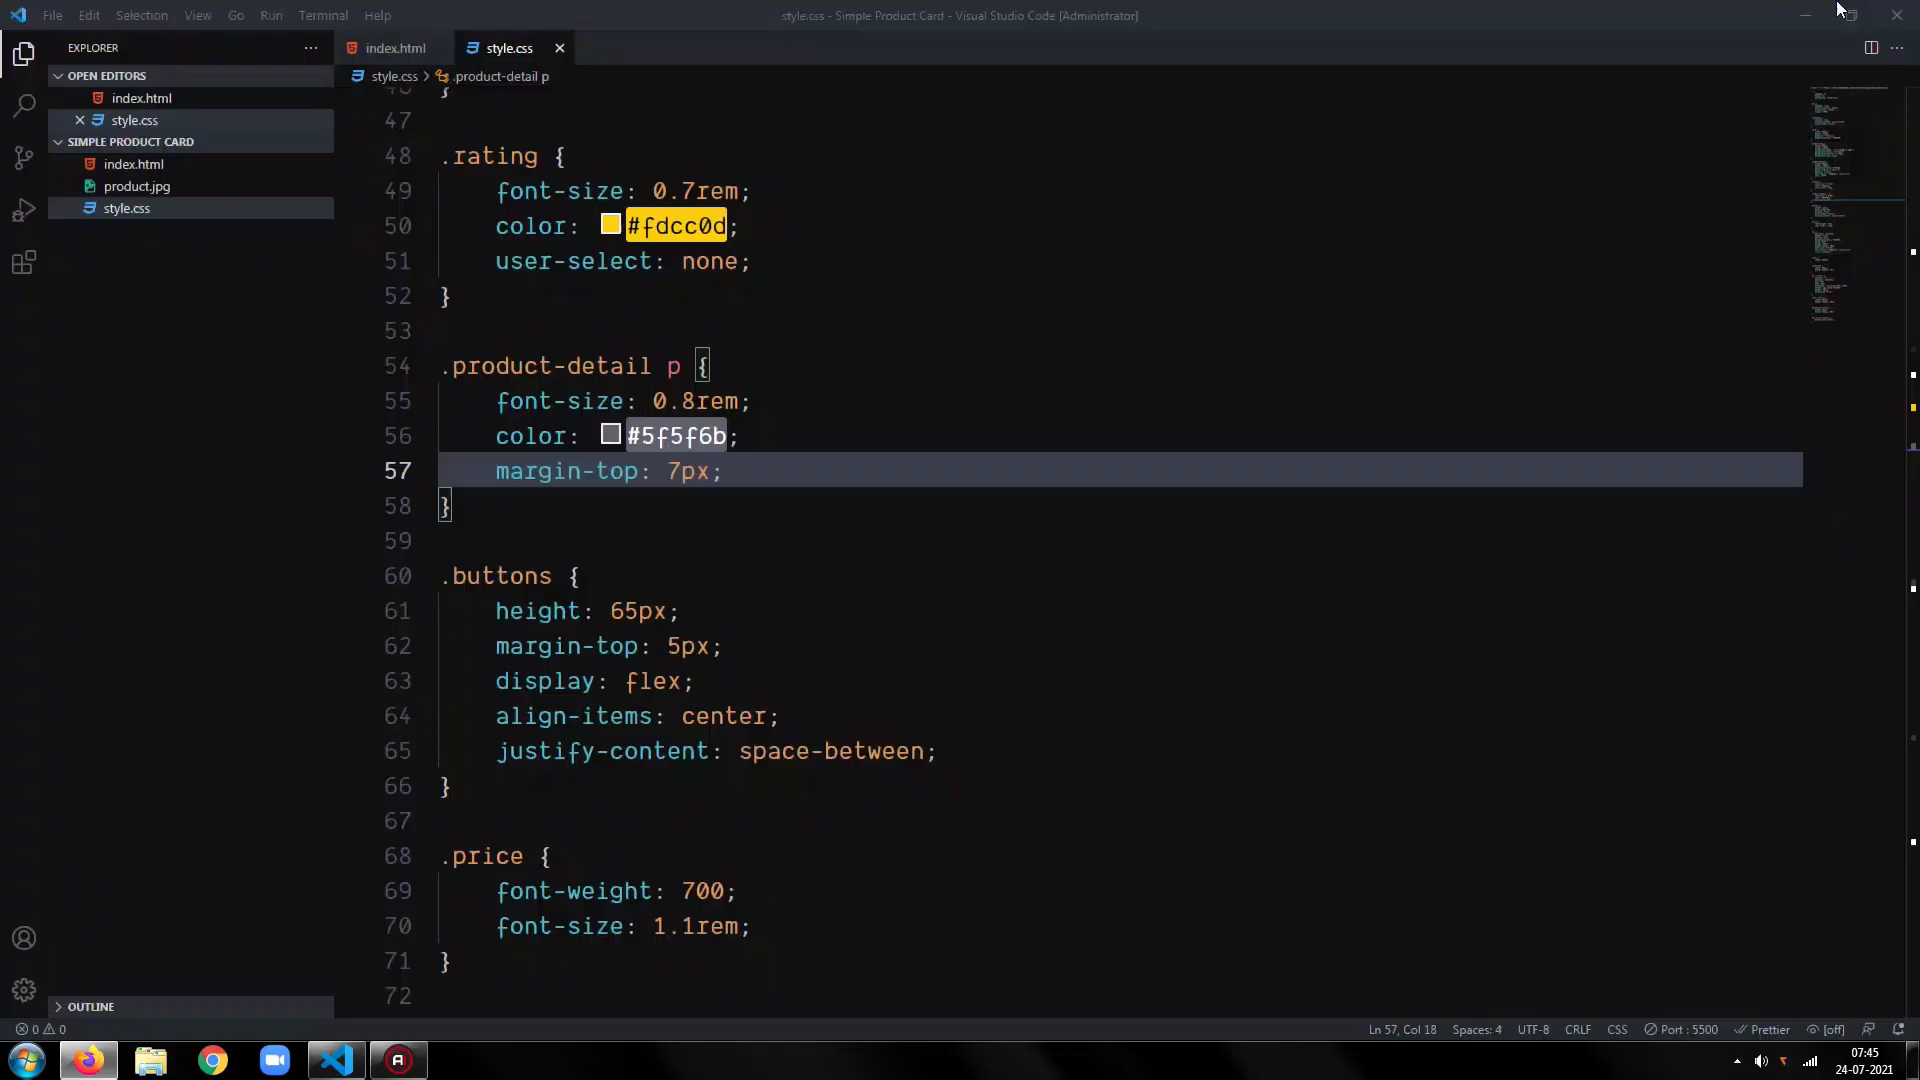 File Edit Selection View Go Run Terminal Help
style.css - Simple Product Card - Visual Studio Code [Administrator]
EXPLORER
index.html
style.css
OPEN EDITORS
style.css > .product-detail p
index.html
style.css
SIMPLE PRODUCT CARD
index.html
product.jpg
style.css
46 }
47
48 .rating {
49 font-size: 0.7rem;
50 color: #fdcc0d;
51 user-select: none;
52 }
53
54 .product-detail p {
55 font-size: 0.8rem;
56 color: #5f5f6b;
57 margin-top: 7px;
58 }
59
60 .buttons {
61 height: 65px;
62 margin-top: 5px;
63 display: flex;
64 align-items: center;
65 justify-content: space-between;
66 }
67
68 .price {
69 font-weight: 700;
70 font-size: 1.1rem;
71 }
72
OUTLINE
0 0
Ln 57, Col 18 Spaces: 4 UTF-8 CRLF CSS Port : 5500 Prettier [off]
07:45
24-07-2021